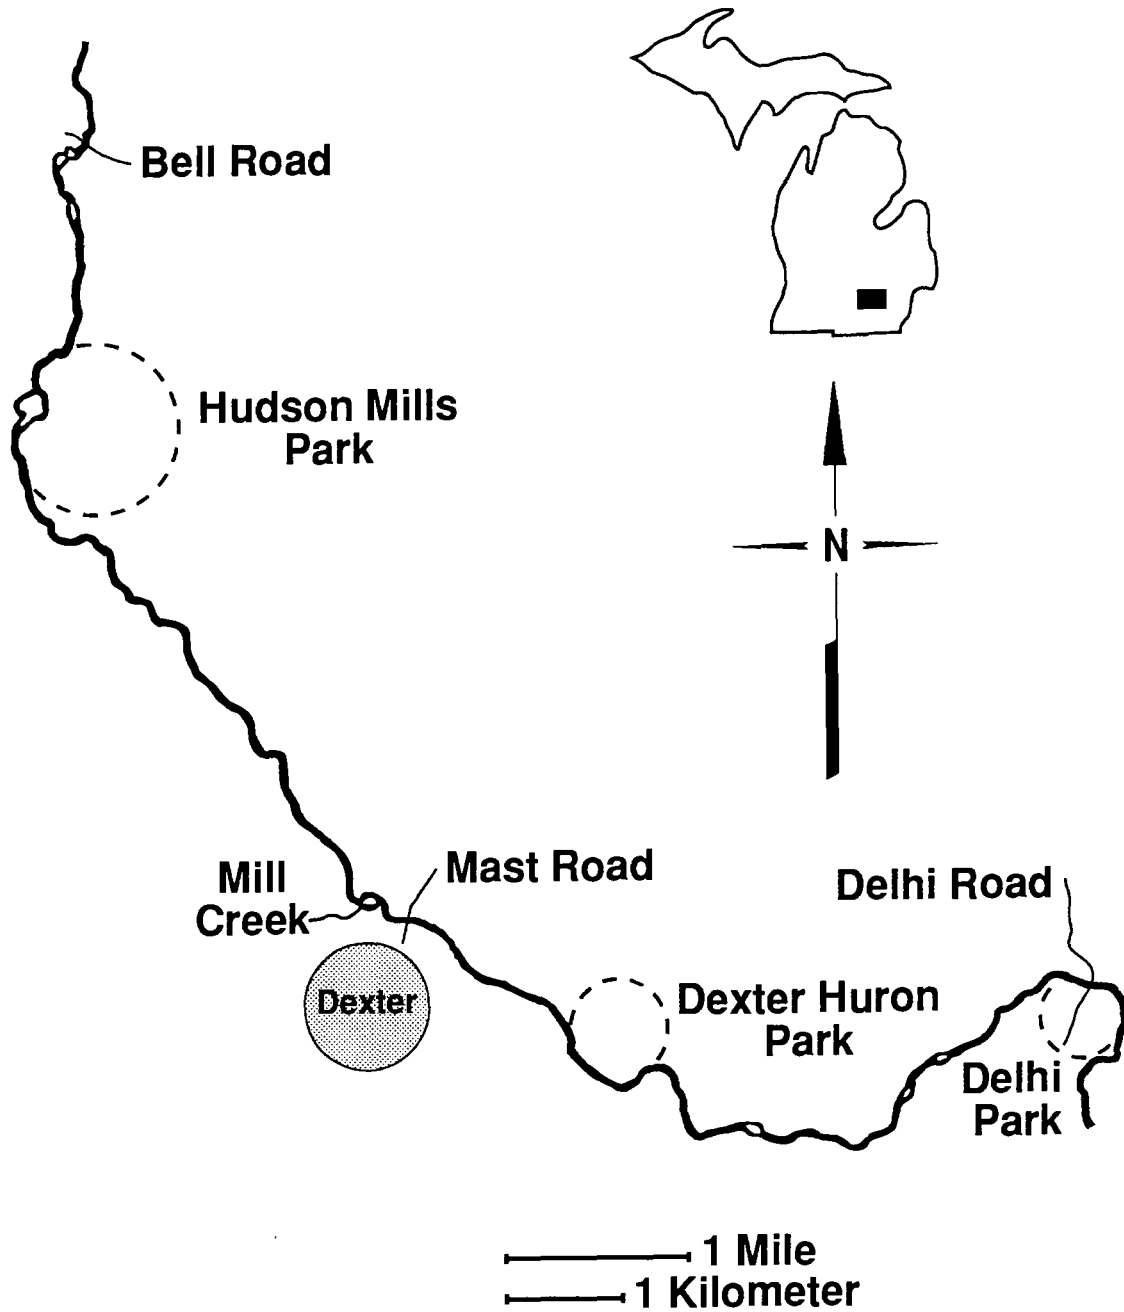 Bell Road
Hudson Mills
Park
N
Mill
Creek
Mast Road
Delhi Road
Dexter
Dexter Huron
Park
Delhi
Park
1 Mile
1 Kilometer